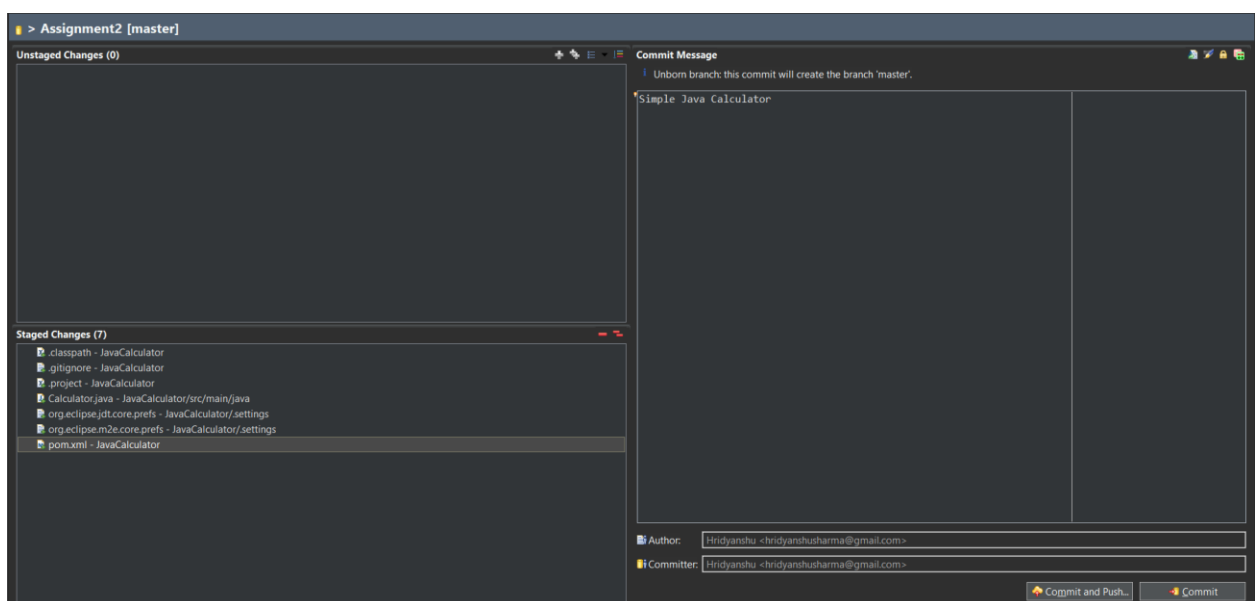 > Assignment2 [master]
Unstaged Changes (0)
Staged Changes (7)
.classpath - JavaCalculator
.gitignore - JavaCalculator
.project - JavaCalculator
Calculator.java - JavaCalculator/src/main/java
org.eclipse.jdt.core.prefs - JavaCalculator/.settings
org.eclipse.m2e.core.prefs - JavaCalculator/.settings
pom.xml - JavaCalculator
Commit Message
Unborn branch: this commit will create the branch 'master'.
Simple Java Calculator
Author: Hridyanshu <hridyanshusharma@gmail.com>
Committer: Hridyanshu <hridyanshusharma@gmail.com>
Commit and Push... Commit